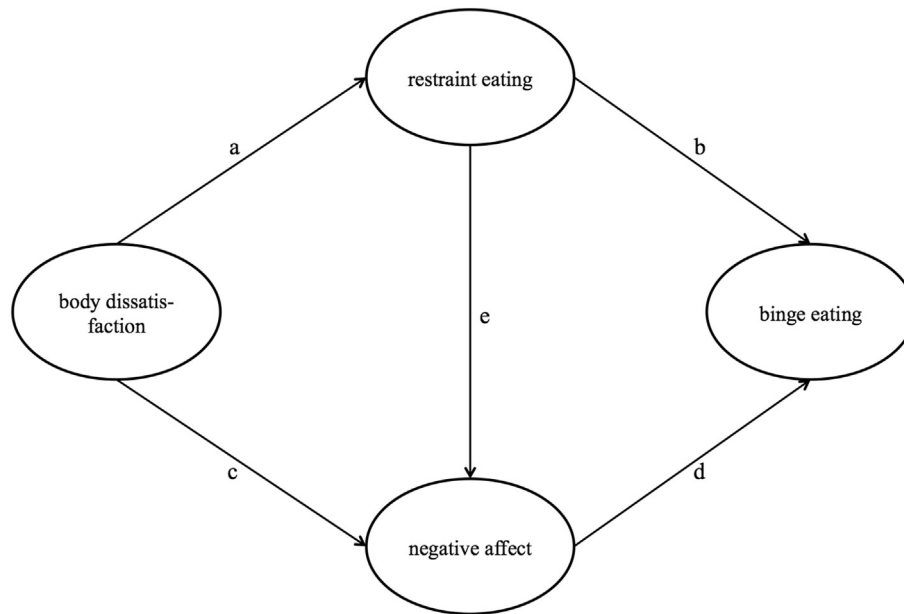 restraint eating
a
b
body dissatis-
faction
e
binge eating
c
d
negative affect